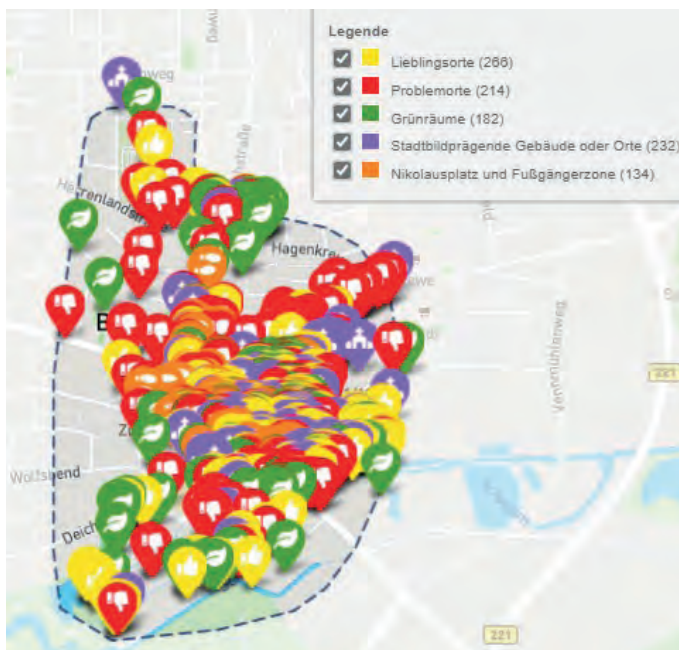 Legende
Lieblingsorte (266)
Problemorte (214)
Grünräume (182)
Stadtbildprägende Gebäude oder Orte (232)
Nikolausplatz und Fußgängerzone (134)
Hagenkre
Vennmühlenweg
Wolfsbend
Deich
221
221